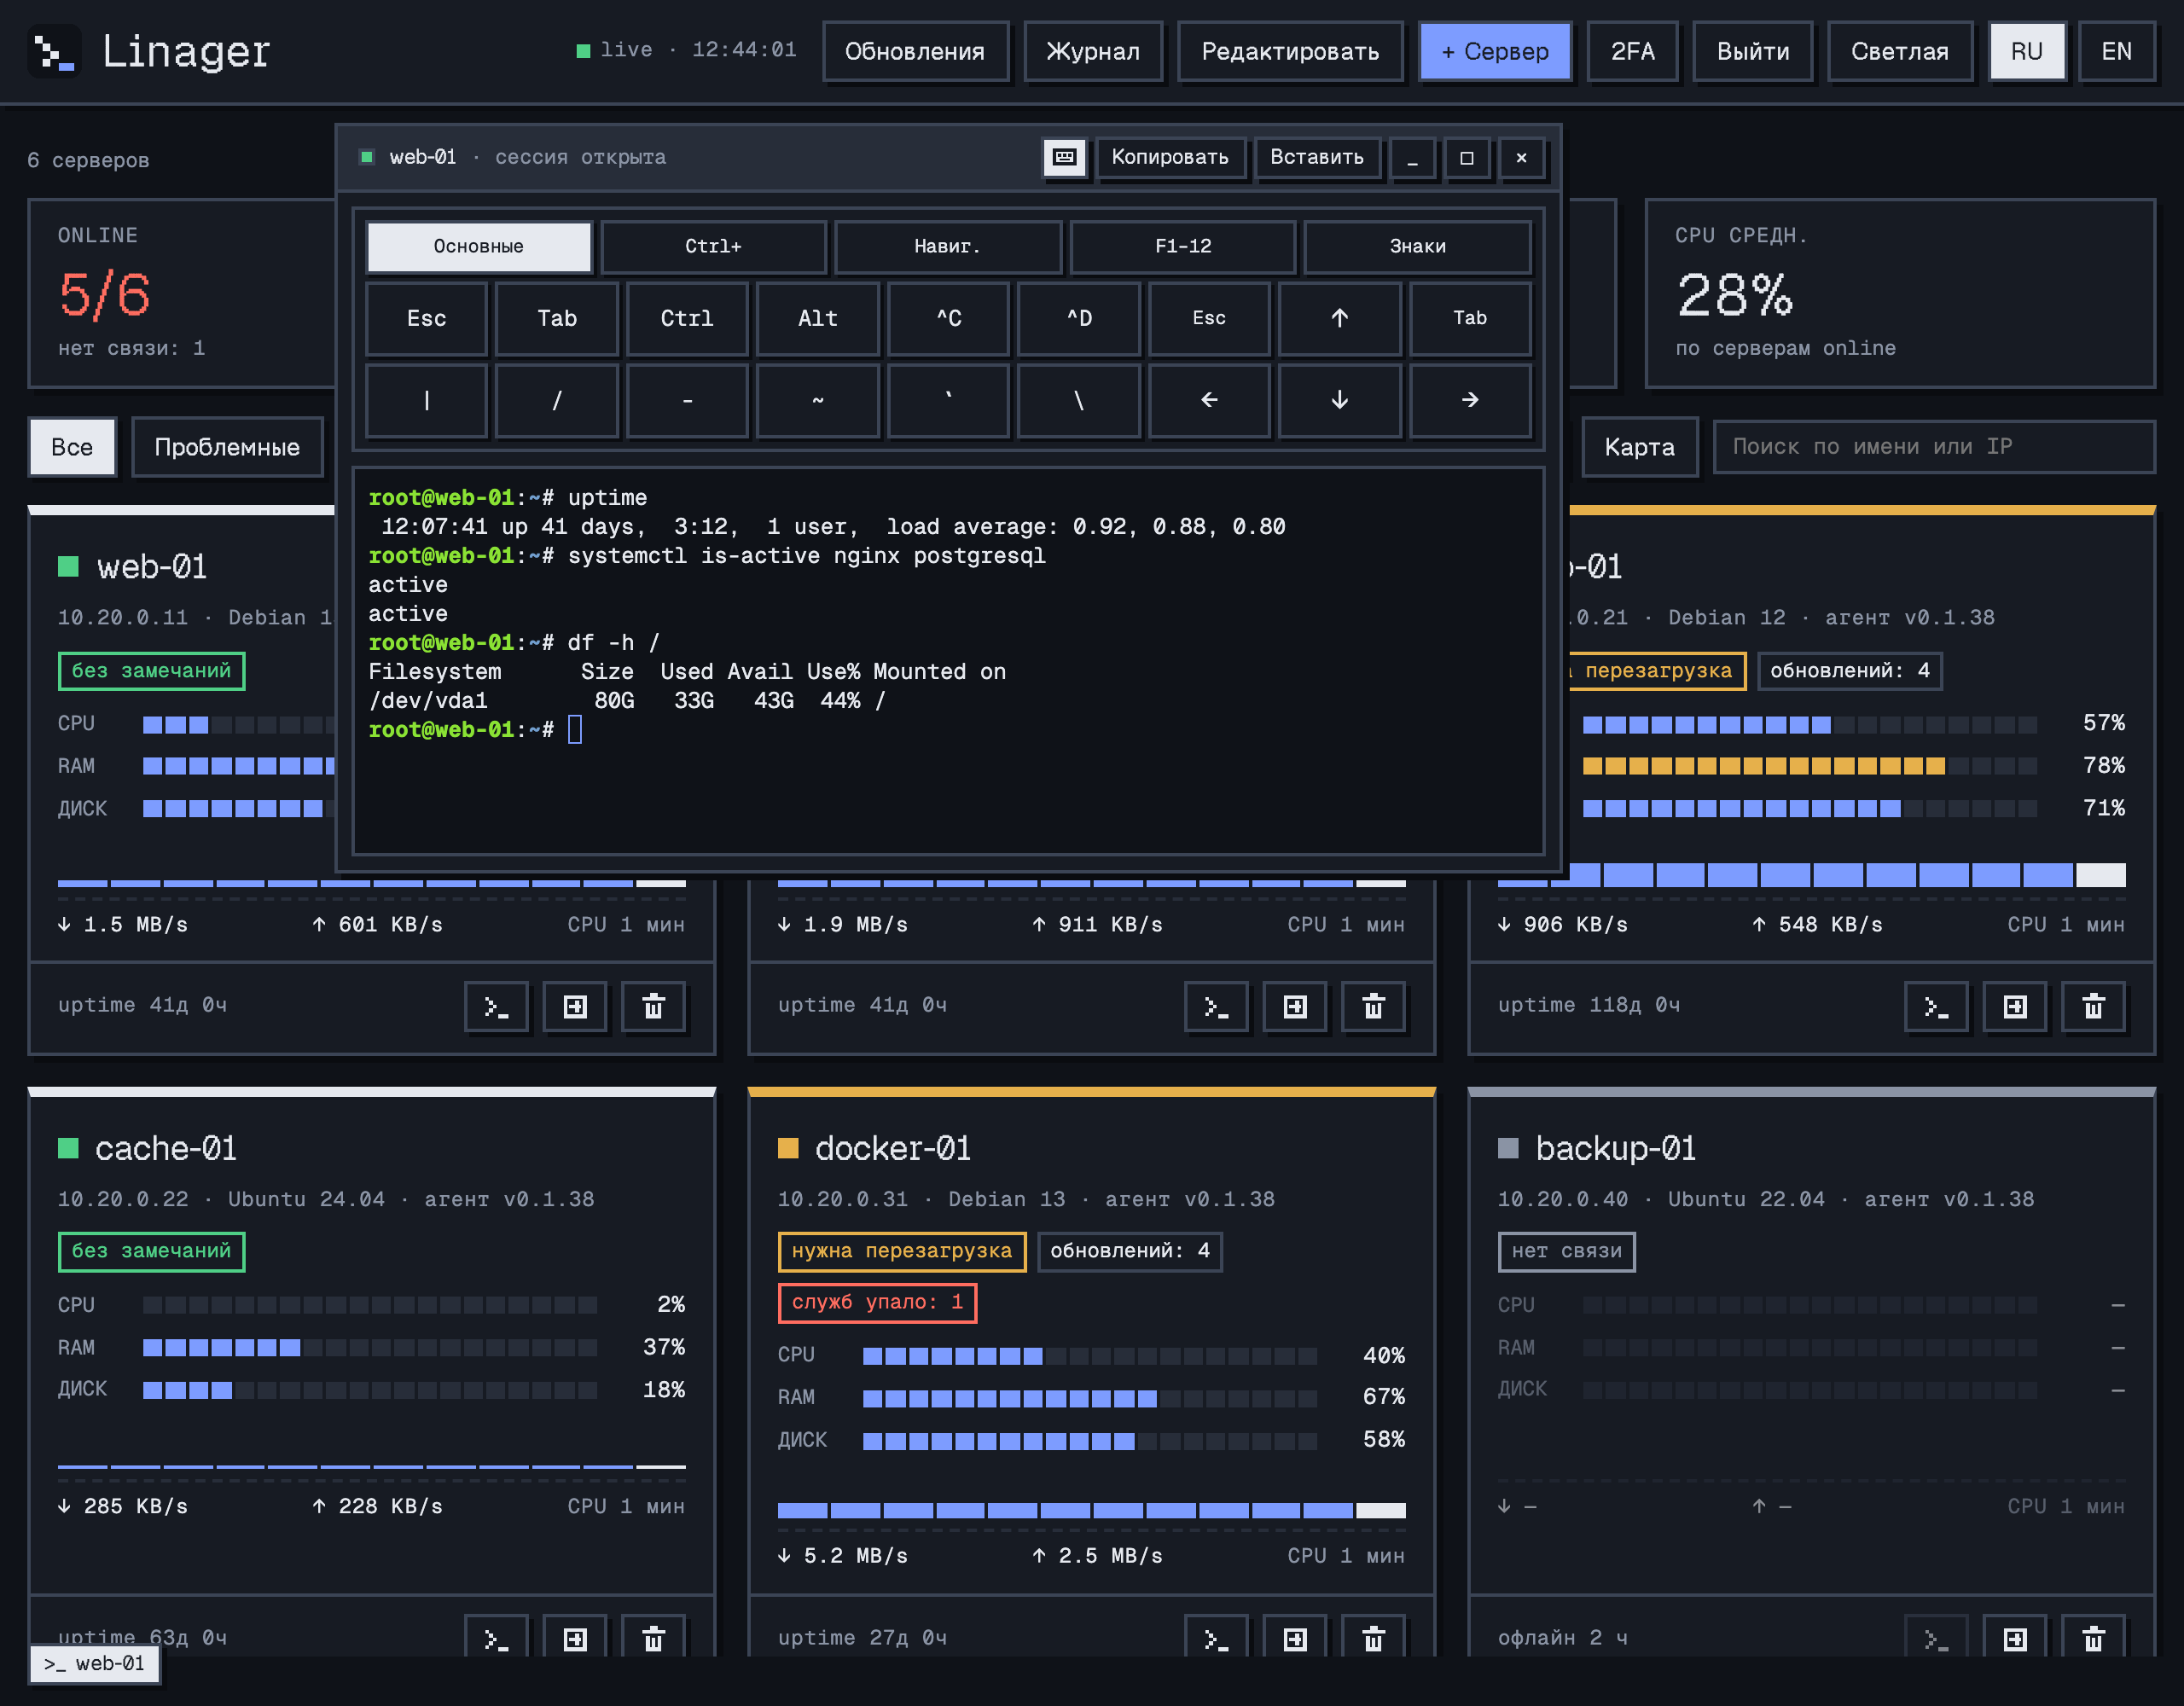 Linager
live · 12:44:01
Обновления
Журнал
Редактировать
+ Сервер
2FA
Выйти
Светлая
RU
EN
6 серверов
ONLINE
5/6
нет связи: 1
CPU СРЕДН.
28%
по серверам online
Все
Проблемные
Карта
Поиск по имени или IP
web-01 · сессия открыта
Копировать
Вставить
_
□
×
Основные
Ctrl+
Навиг.
F1-12
Знаки
Esc Tab Ctrl Alt ^C ^D Esc ↑ Tab
| / - ~ ` \ ← ↓ →
root@web-01:~# uptime
12:07:41 up 41 days, 3:12, 1 user, load average: 0.92, 0.88, 0.80
root@web-01:~# systemctl is-active nginx postgresql
active
active
root@web-01:~# df -h /
Filesystem Size Used Avail Use% Mounted on
/dev/vda1 80G 33G 43G 44% /
root@web-01:~#
web-01
10.20.0.11 · Debian
без замечаний
CPU
RAM
ДИСК
↓ 1.5 MB/s ↑ 601 KB/s CPU 1 мин
uptime 41д 0ч
↓ 1.9 MB/s ↑ 911 KB/s CPU 1 мин
uptime 41д 0ч
-01
.0.21 · Debian 12 · агент v0.1.38
перезагрузка
обновлений: 4
57%
78%
71%
↓ 906 KB/s ↑ 548 KB/s CPU 1 мин
uptime 118д 0ч
cache-01
10.20.0.22 · Ubuntu 24.04 · агент v0.1.38
без замечаний
CPU 2%
RAM 37%
ДИСК 18%
↓ 285 KB/s ↑ 228 KB/s CPU 1 мин
uptime 63д 0ч
docker-01
10.20.0.31 · Debian 13 · агент v0.1.38
нужна перезагрузка
обновлений: 4
служб упало: 1
CPU 40%
RAM 67%
ДИСК 58%
↓ 5.2 MB/s ↑ 2.5 MB/s CPU 1 мин
uptime 27д 0ч
backup-01
10.20.0.40 · Ubuntu 22.04 · агент v0.1.38
нет связи
CPU —
RAM —
ДИСК —
↓ — ↑ — CPU 1 мин
офлайн 2 ч
>_ web-01